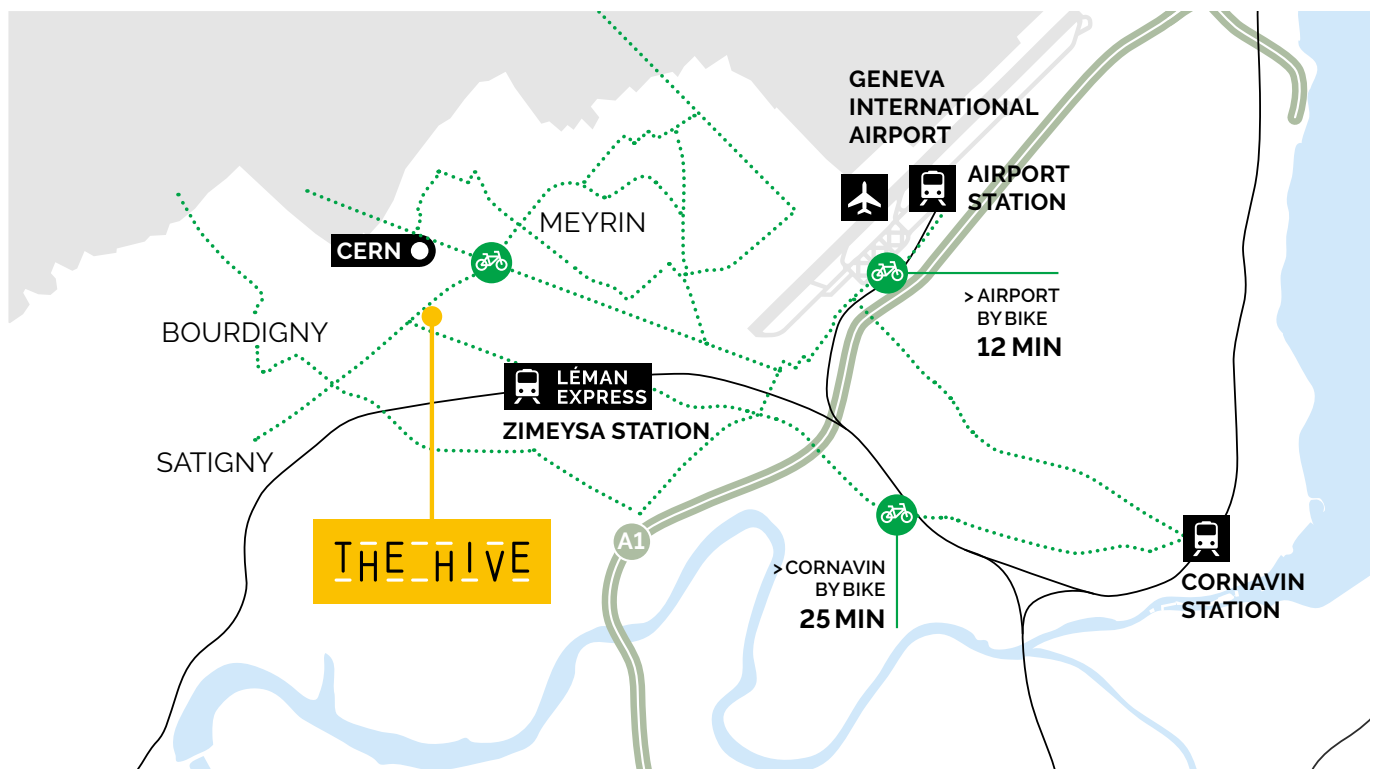 GENEVA
INTERNATIONAL
AIRPORT
AIRPORT
STATION
MEYRIN
CERN
> AIRPORT
BY BIKE
12 MIN
BOURDIGNY
LÉMAN
EXPRESS
ZIMEYSA STATION
SATIGNY
A1
THE HIVE
> CORNAVIN
BY BIKE
25 MIN
CORNAVIN
STATION